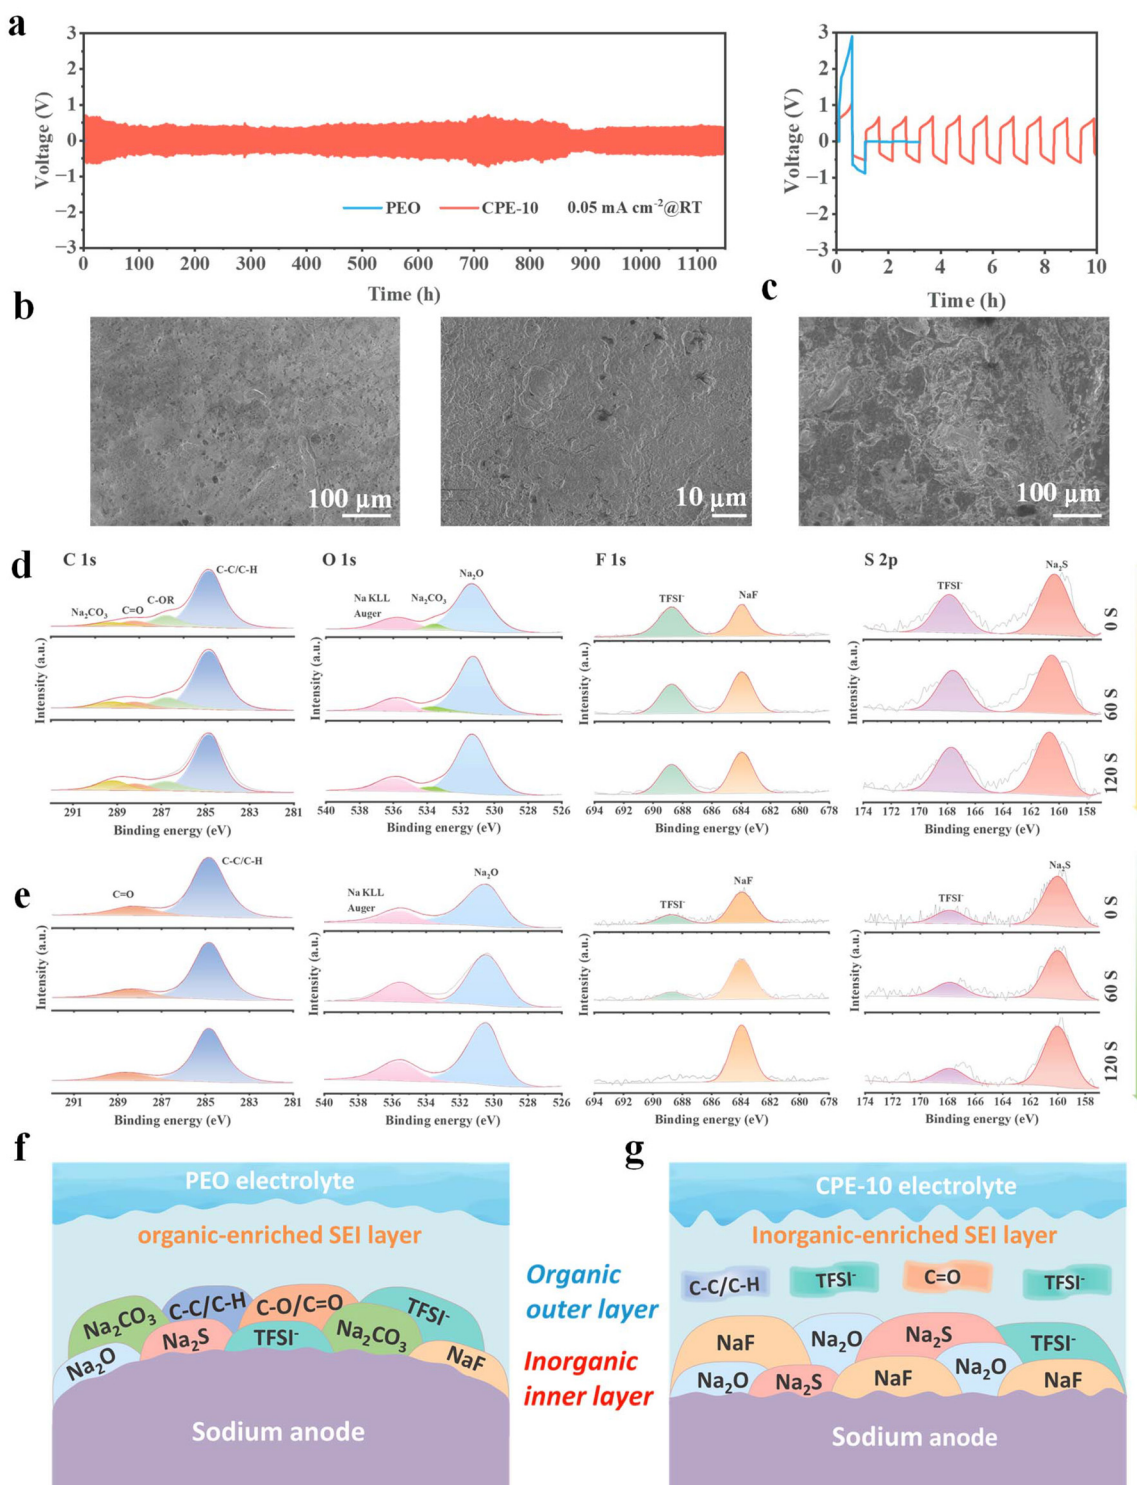 a
3
2
1
0
−1
−2
−3
Voltage (V)
PEO
CPE-10
0.05 mA cm⁻²@RT
0 100 200 300 400 500 600 700 800 900 1000 1100
Time (h)
3
2
1
0
−1
−2
−3
Voltage (V)
0 2 4 6 8 10
Time (h)
b
100 µm
10 µm
c
100 µm
d
C 1s
Na₂CO₃
C=O
C-OR
C-C/C-H
Intensity (a.u.)
291 289 287 285 283 281
Binding energy (eV)
O 1s
Na KLL
Auger
Na₂CO₃
Na₂O
Intensity (a.u.)
540 538 536 534 532 530 528 526
Binding energy (eV)
F 1s
TFSI⁻
NaF
Intensity (a.u.)
694 692 690 688 686 684 682 680 678
Binding energy (eV)
S 2p
TFSI⁻
Na₂S
Intensity (a.u.)
174 172 170 168 166 164 162 160 158
Binding energy (eV)
0 S
60 S
120 S
e
C=O
C-C/C-H
Intensity (a.u.)
291 289 287 285 283 281
Binding energy (eV)
Na KLL
Auger
Na₂O
Intensity (a.u.)
540 538 536 534 532 530 528 526
Binding energy (eV)
TFSI⁻
NaF
Intensity (a.u.)
694 692 690 688 686 684 682 680 678
Binding energy (eV)
TFSI⁻
Na₂S
Intensity (a.u.)
174 172 170 168 166 164 162 160 158
Binding energy (eV)
0 S
60 S
120 S
f
PEO electrolyte
organic-enriched SEI layer
Na₂CO₃
C-C/C-H
C-O/C=O
TFSI⁻
Na₂O
Na₂S
TFSI⁻
Na₂CO₃
NaF
Sodium anode
Organic
outer layer
Inorganic
inner layer
g
CPE-10 electrolyte
Inorganic-enriched SEI layer
C-C/C-H
TFSI⁻
C=O
TFSI⁻
NaF
Na₂O
Na₂S
TFSI⁻
Na₂O
Na₂S
NaF
Na₂O
NaF
Sodium anode